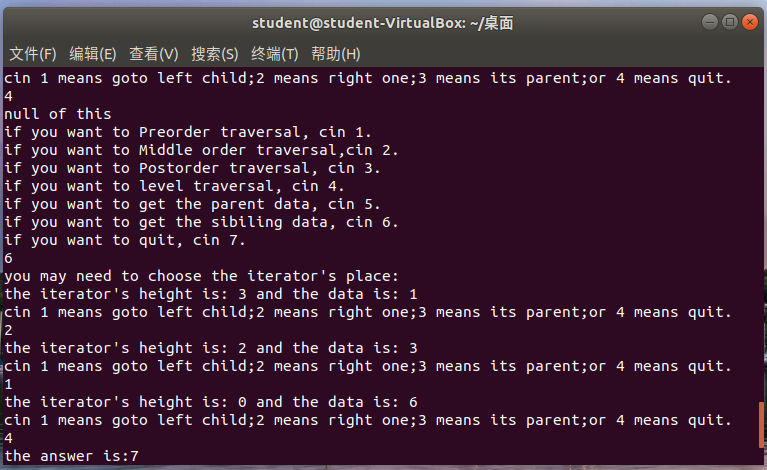 student@student-VirtualBox: ~/桌面
文件(F) 编辑(E) 查看(V) 搜索(S) 终端(T) 帮助(H)
cin 1 means goto left child;2 means right one;3 means its parent;or 4 means quit.
4
null of this
if you want to Preorder traversal, cin 1.
if you want to Middle order traversal,cin 2.
if you want to Postorder traversal, cin 3.
if you want to level traversal, cin 4.
if you want to get the parent data, cin 5.
if you want to get the sibiling data, cin 6.
if you want to quit, cin 7.
6
you may need to choose the iterator's place:
the iterator's height is: 3 and the data is: 1
cin 1 means goto left child;2 means right one;3 means its parent;or 4 means quit.
2
the iterator's height is: 2 and the data is: 3
cin 1 means goto left child;2 means right one;3 means its parent;or 4 means quit.
1
the iterator's height is: 0 and the data is: 6
cin 1 means goto left child;2 means right one;3 means its parent;or 4 means quit.
4
the answer is:7